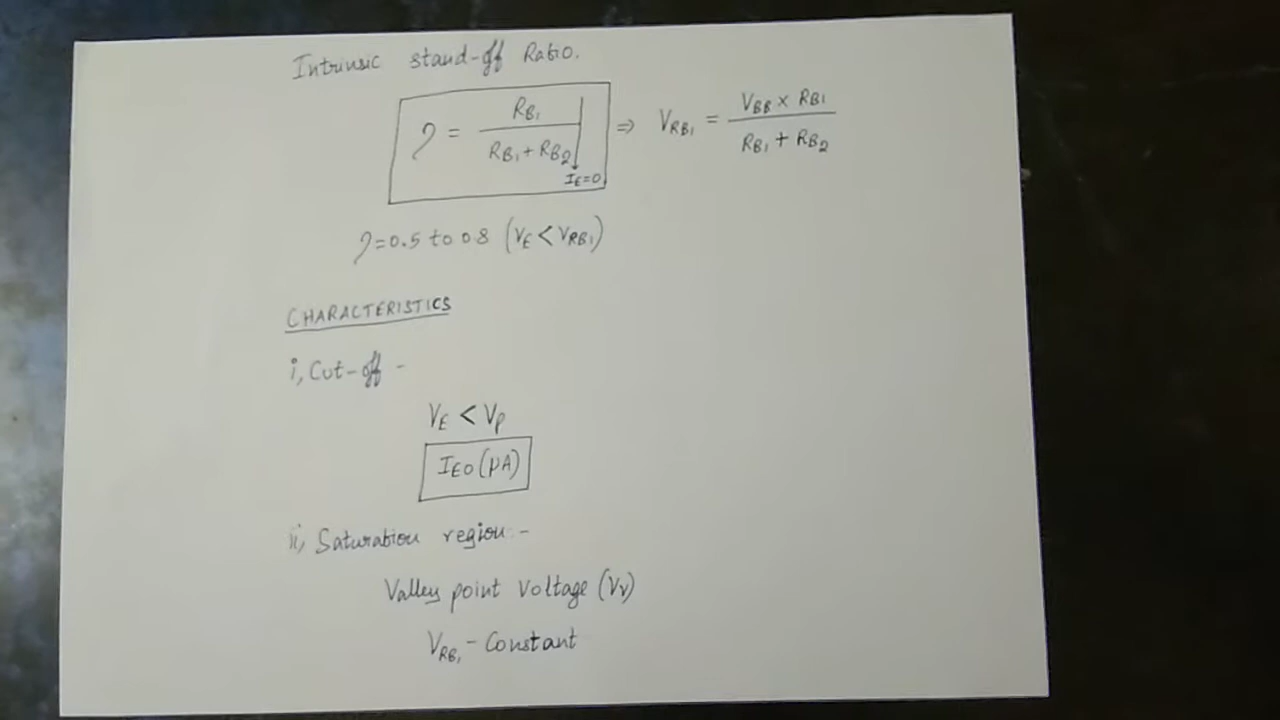 Intrinsic stand-off Ratio.
η = RB1 / RB1 + RB2 | IE=0 ⇒ VRB1 = VBB × RB1 / RB1 + RB2
η=0.5 to 0.8 (VE < VRB1)
CHARACTERISTICS
i, Cut-off -
VE < VP
IEO (µA)
ii, Saturation region:-
Valley point Voltage (Vv)
VRB1 - Constant